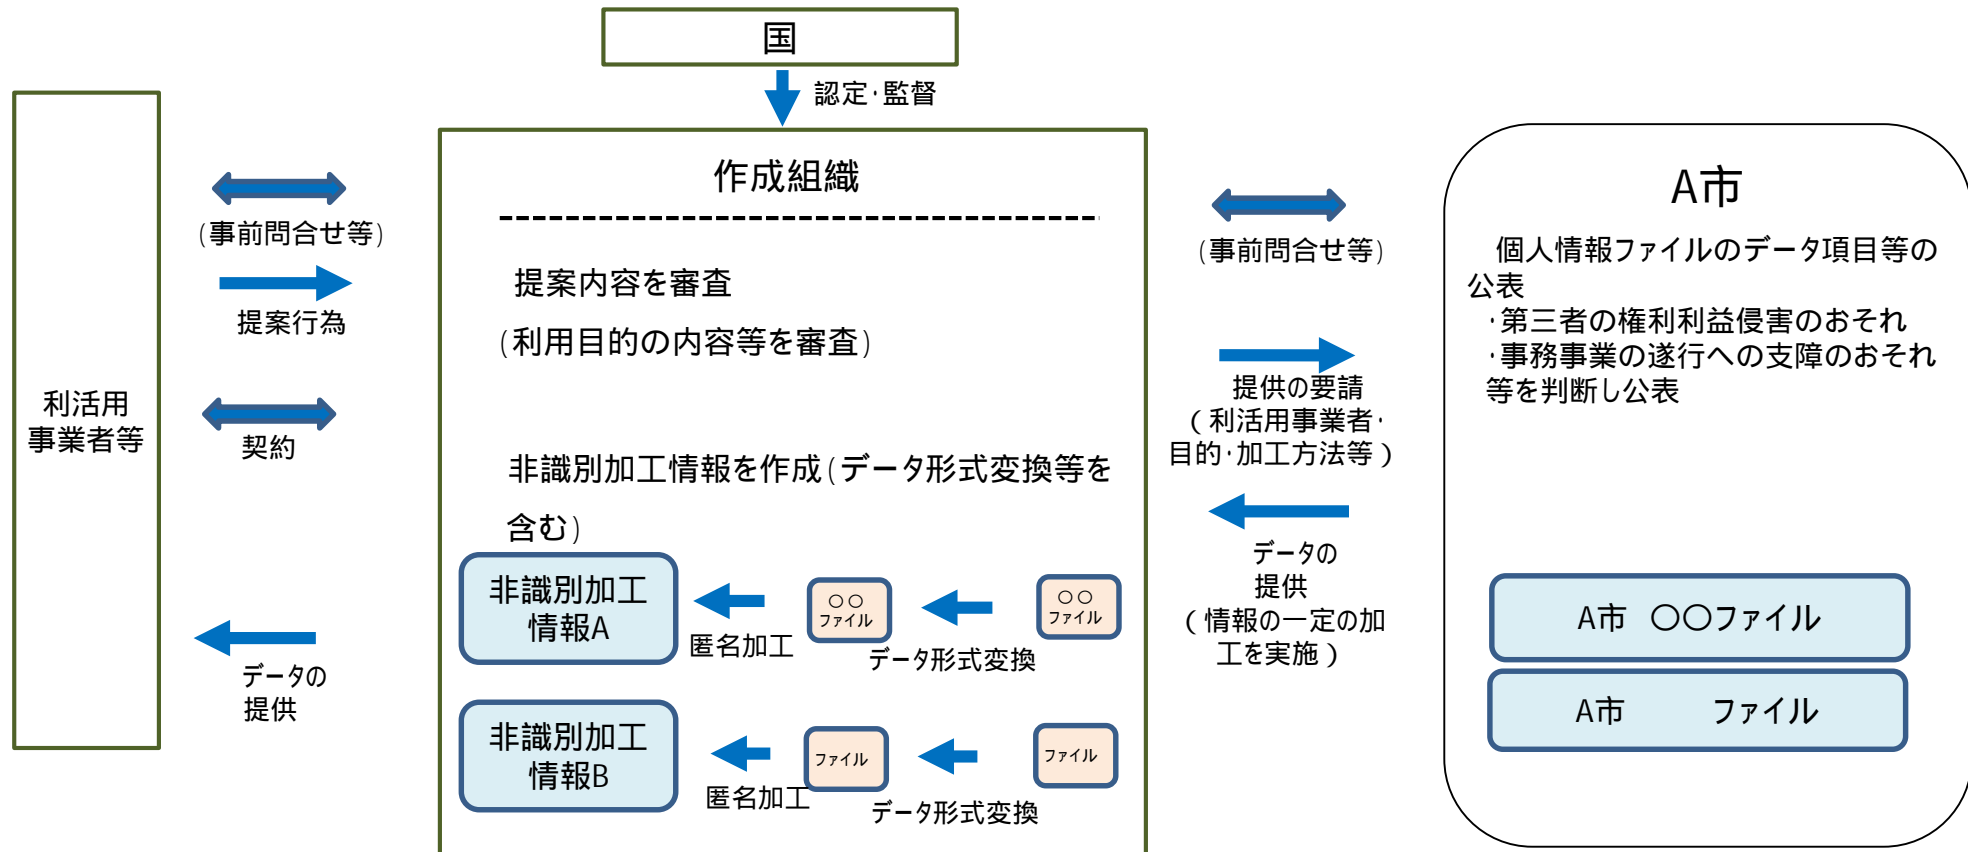 国
認定・監督
利活用
事業者等
(事前問合せ等)
提案行為
契約
データの
提供
作成組織
提案内容を審査
(利用目的の内容等を審査)
非識別加工情報を作成(データ形式変換等を
含む)
非識別加工
情報A
匿名加工
○○
ファイル
データ形式変換
○○
ファイル
非識別加工
情報B
匿名加工
ファイル
データ形式変換
ファイル
(事前問合せ等)
提供の要請
(利活用事業者・
目的・加工方法等)
データの
提供
(情報の一定の加
工を実施)
A市
個人情報ファイルのデータ項目等の
公表
・第三者の権利利益侵害のおそれ
・事務事業の遂行への支障のおそれ
等を判断し公表
A市 ○○ファイル
A市 ファイル